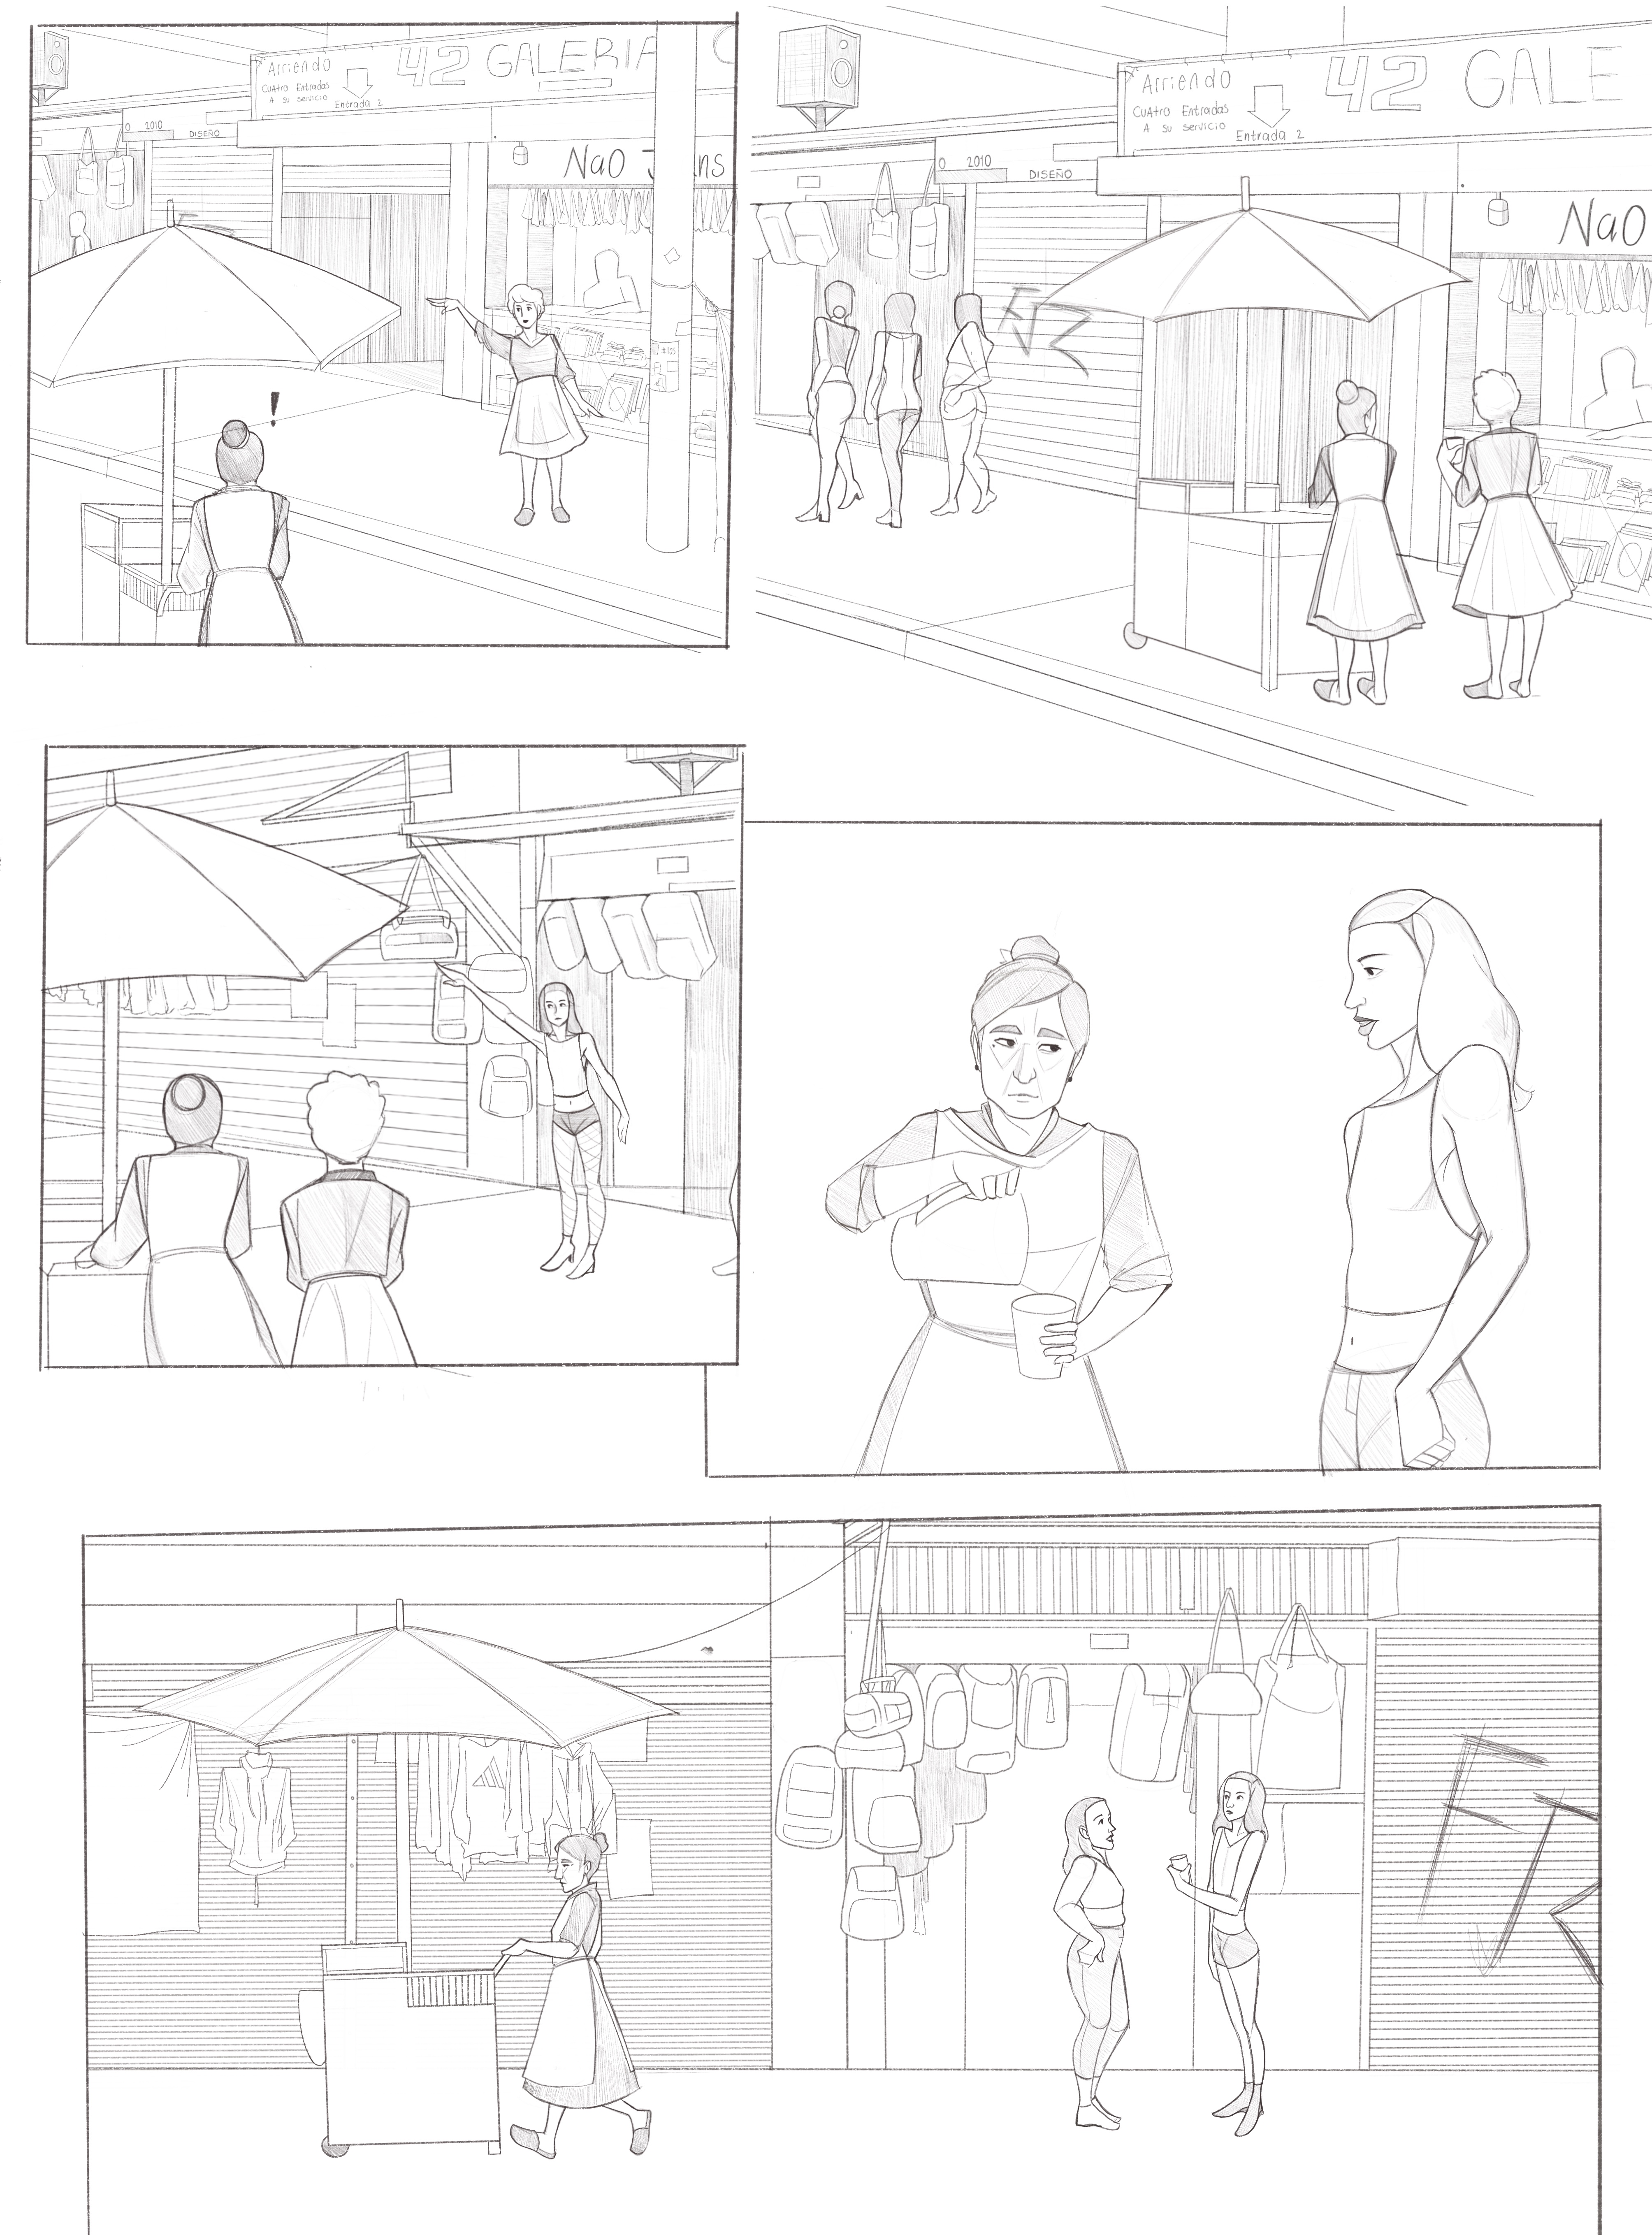 Arriendo
Cuatro Entradas
A su servicio
Entrada 2
42 GALERIA
O 2010
DISEÑO
NaO J ns
!
Arriendo
Cuatro Entradas
A su servicio
Entrada 2
42 GALE
O 2010
DISEÑO
NaO